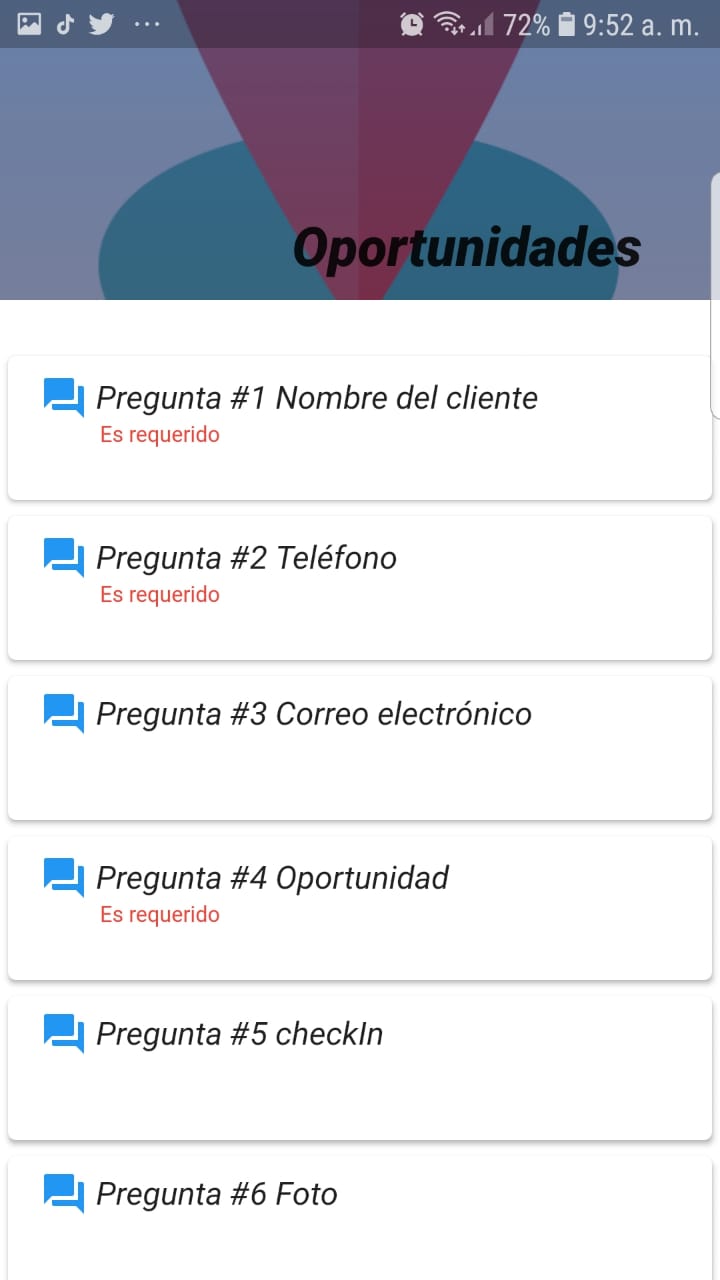 72% 9:52 a. m.
Oportunidades
Pregunta #1 Nombre del cliente
Es requerido
Pregunta #2 Teléfono
Es requerido
Pregunta #3 Correo electrónico
Pregunta #4 Oportunidad
Es requerido
Pregunta #5 checkIn
Pregunta #6 Foto